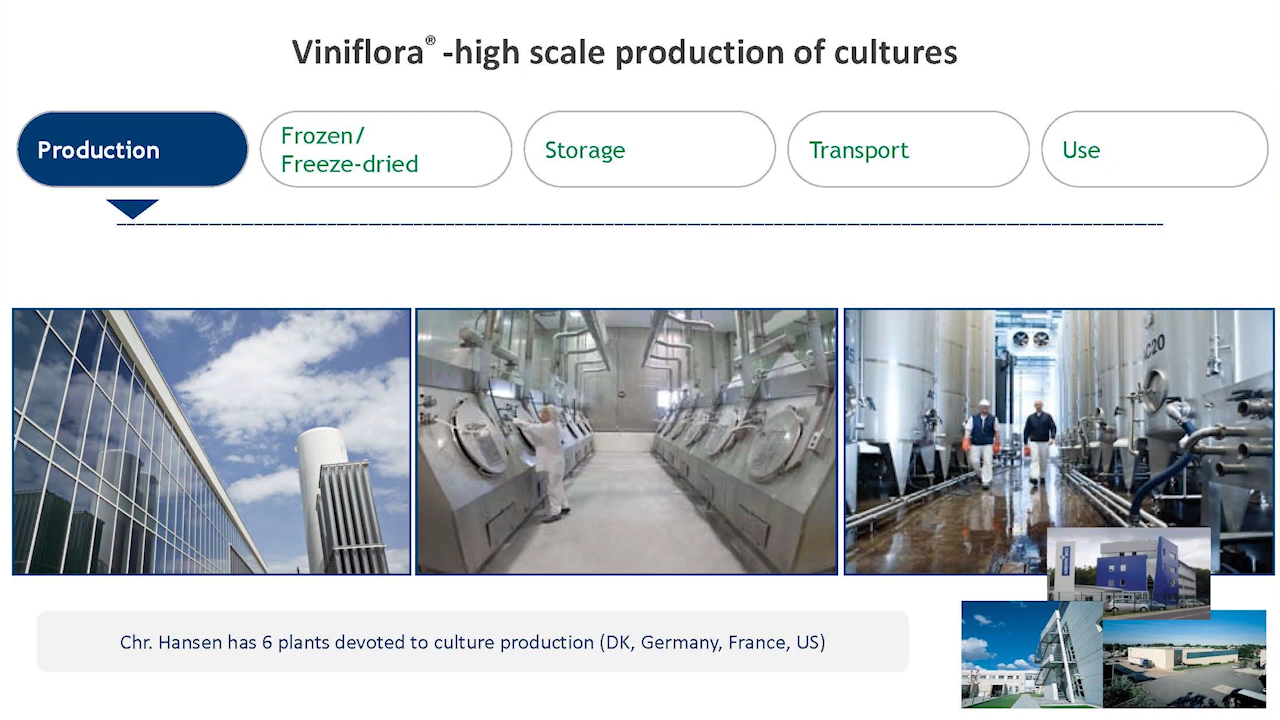 Viniflora® -high scale production of cultures
Production
Frozen/
Freeze-dried
Storage
Transport
Use
C20
Chr. Hansen has 6 plants devoted to culture production (DK, Germany, France, US)